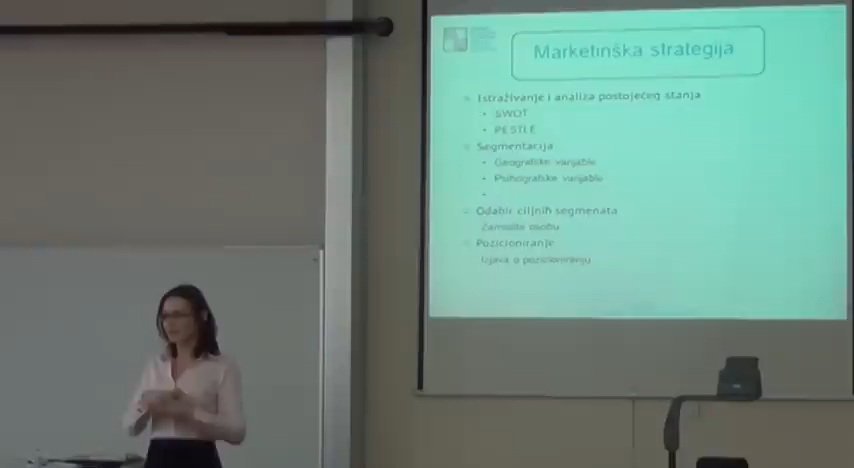 Marketinška strategija
Istraživanje i analiza postojećeg stanja
SWOT
PESTLE
Segmentacija
Geografske varijable
Psihografske varijable
Odabir ciljnih segmenata
Zamislite osobu
Pozicioniranje
Izjava o pozicioniranju